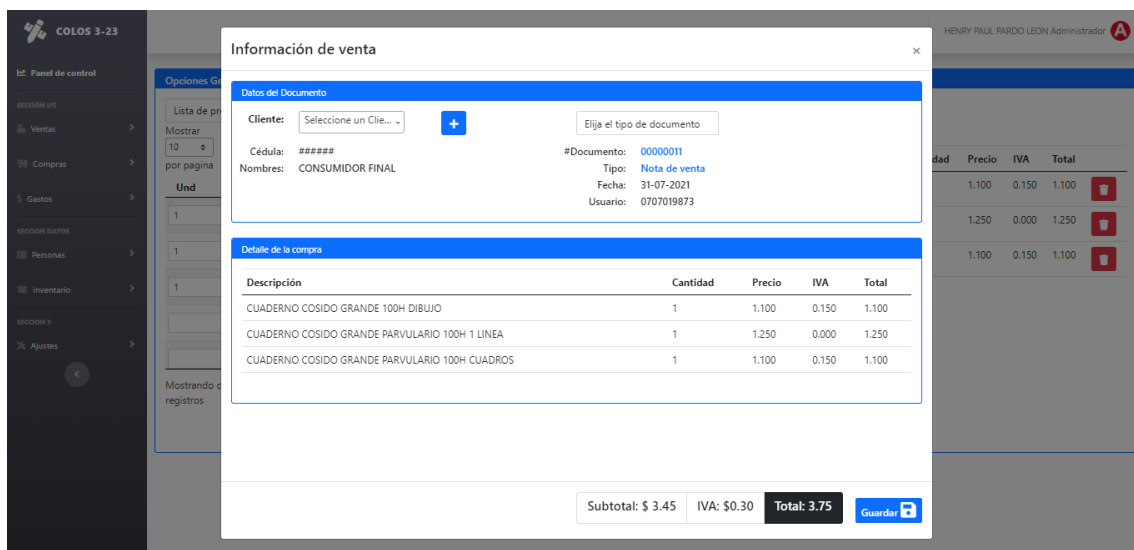 COLOS 3-23
HENRY PAUL PARDO LEON Administrador
Panel de control
SECCIÓN I/E
Ventas
Compras
Gastos
SECCION DATOS
Personas
Inventario
SECCION 3
Ajustes
Opciones Ge
Lista de pr
Mostrar
10
por pagina
Und
1
1
1
Mostrando d
registros
dad Precio IVA Total
1.100 0.150 1.100
1.250 0.000 1.250
1.100 0.150 1.100
Información de venta ×
Datos del Documento
Cliente: Seleccione un Clie... + Elija el tipo de documento
Cédula: ###### #Documento: 00000011
Nombres: CONSUMIDOR FINAL Tipo: Nota de venta
Fecha: 31-07-2021
Usuario: 0707019873
Detalle de la compra
Descripción Cantidad Precio IVA Total
CUADERNO COSIDO GRANDE 100H DIBUJO 1 1.100 0.150 1.100
CUADERNO COSIDO GRANDE PARVULARIO 100H 1 LINEA 1 1.250 0.000 1.250
CUADERNO COSIDO GRANDE PARVULARIO 100H CUADROS 1 1.100 0.150 1.100
Subtotal: $ 3.45 IVA: $0.30 Total: 3.75 Guardar